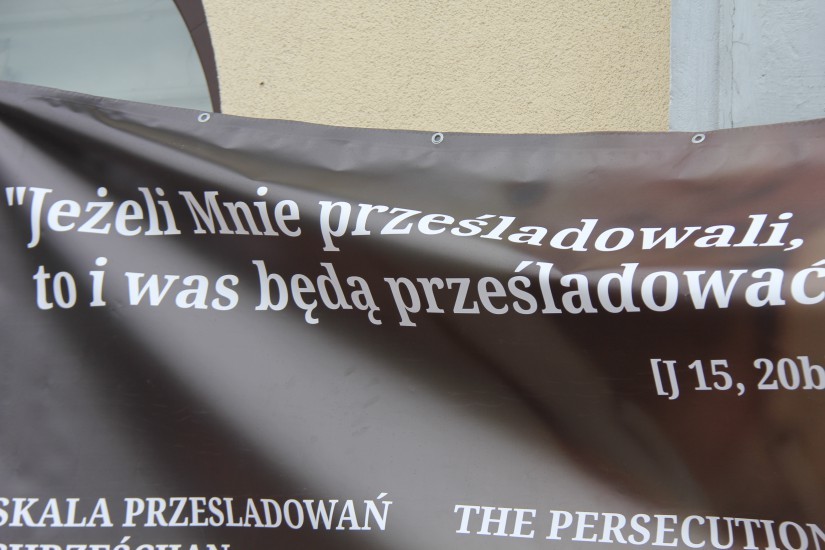 "Jeżeli Mnie prześladowali,
to i was będą prześladować
[J 15, 20b
SKALA PRZESLADOWAŃ
THE PERSECUTION